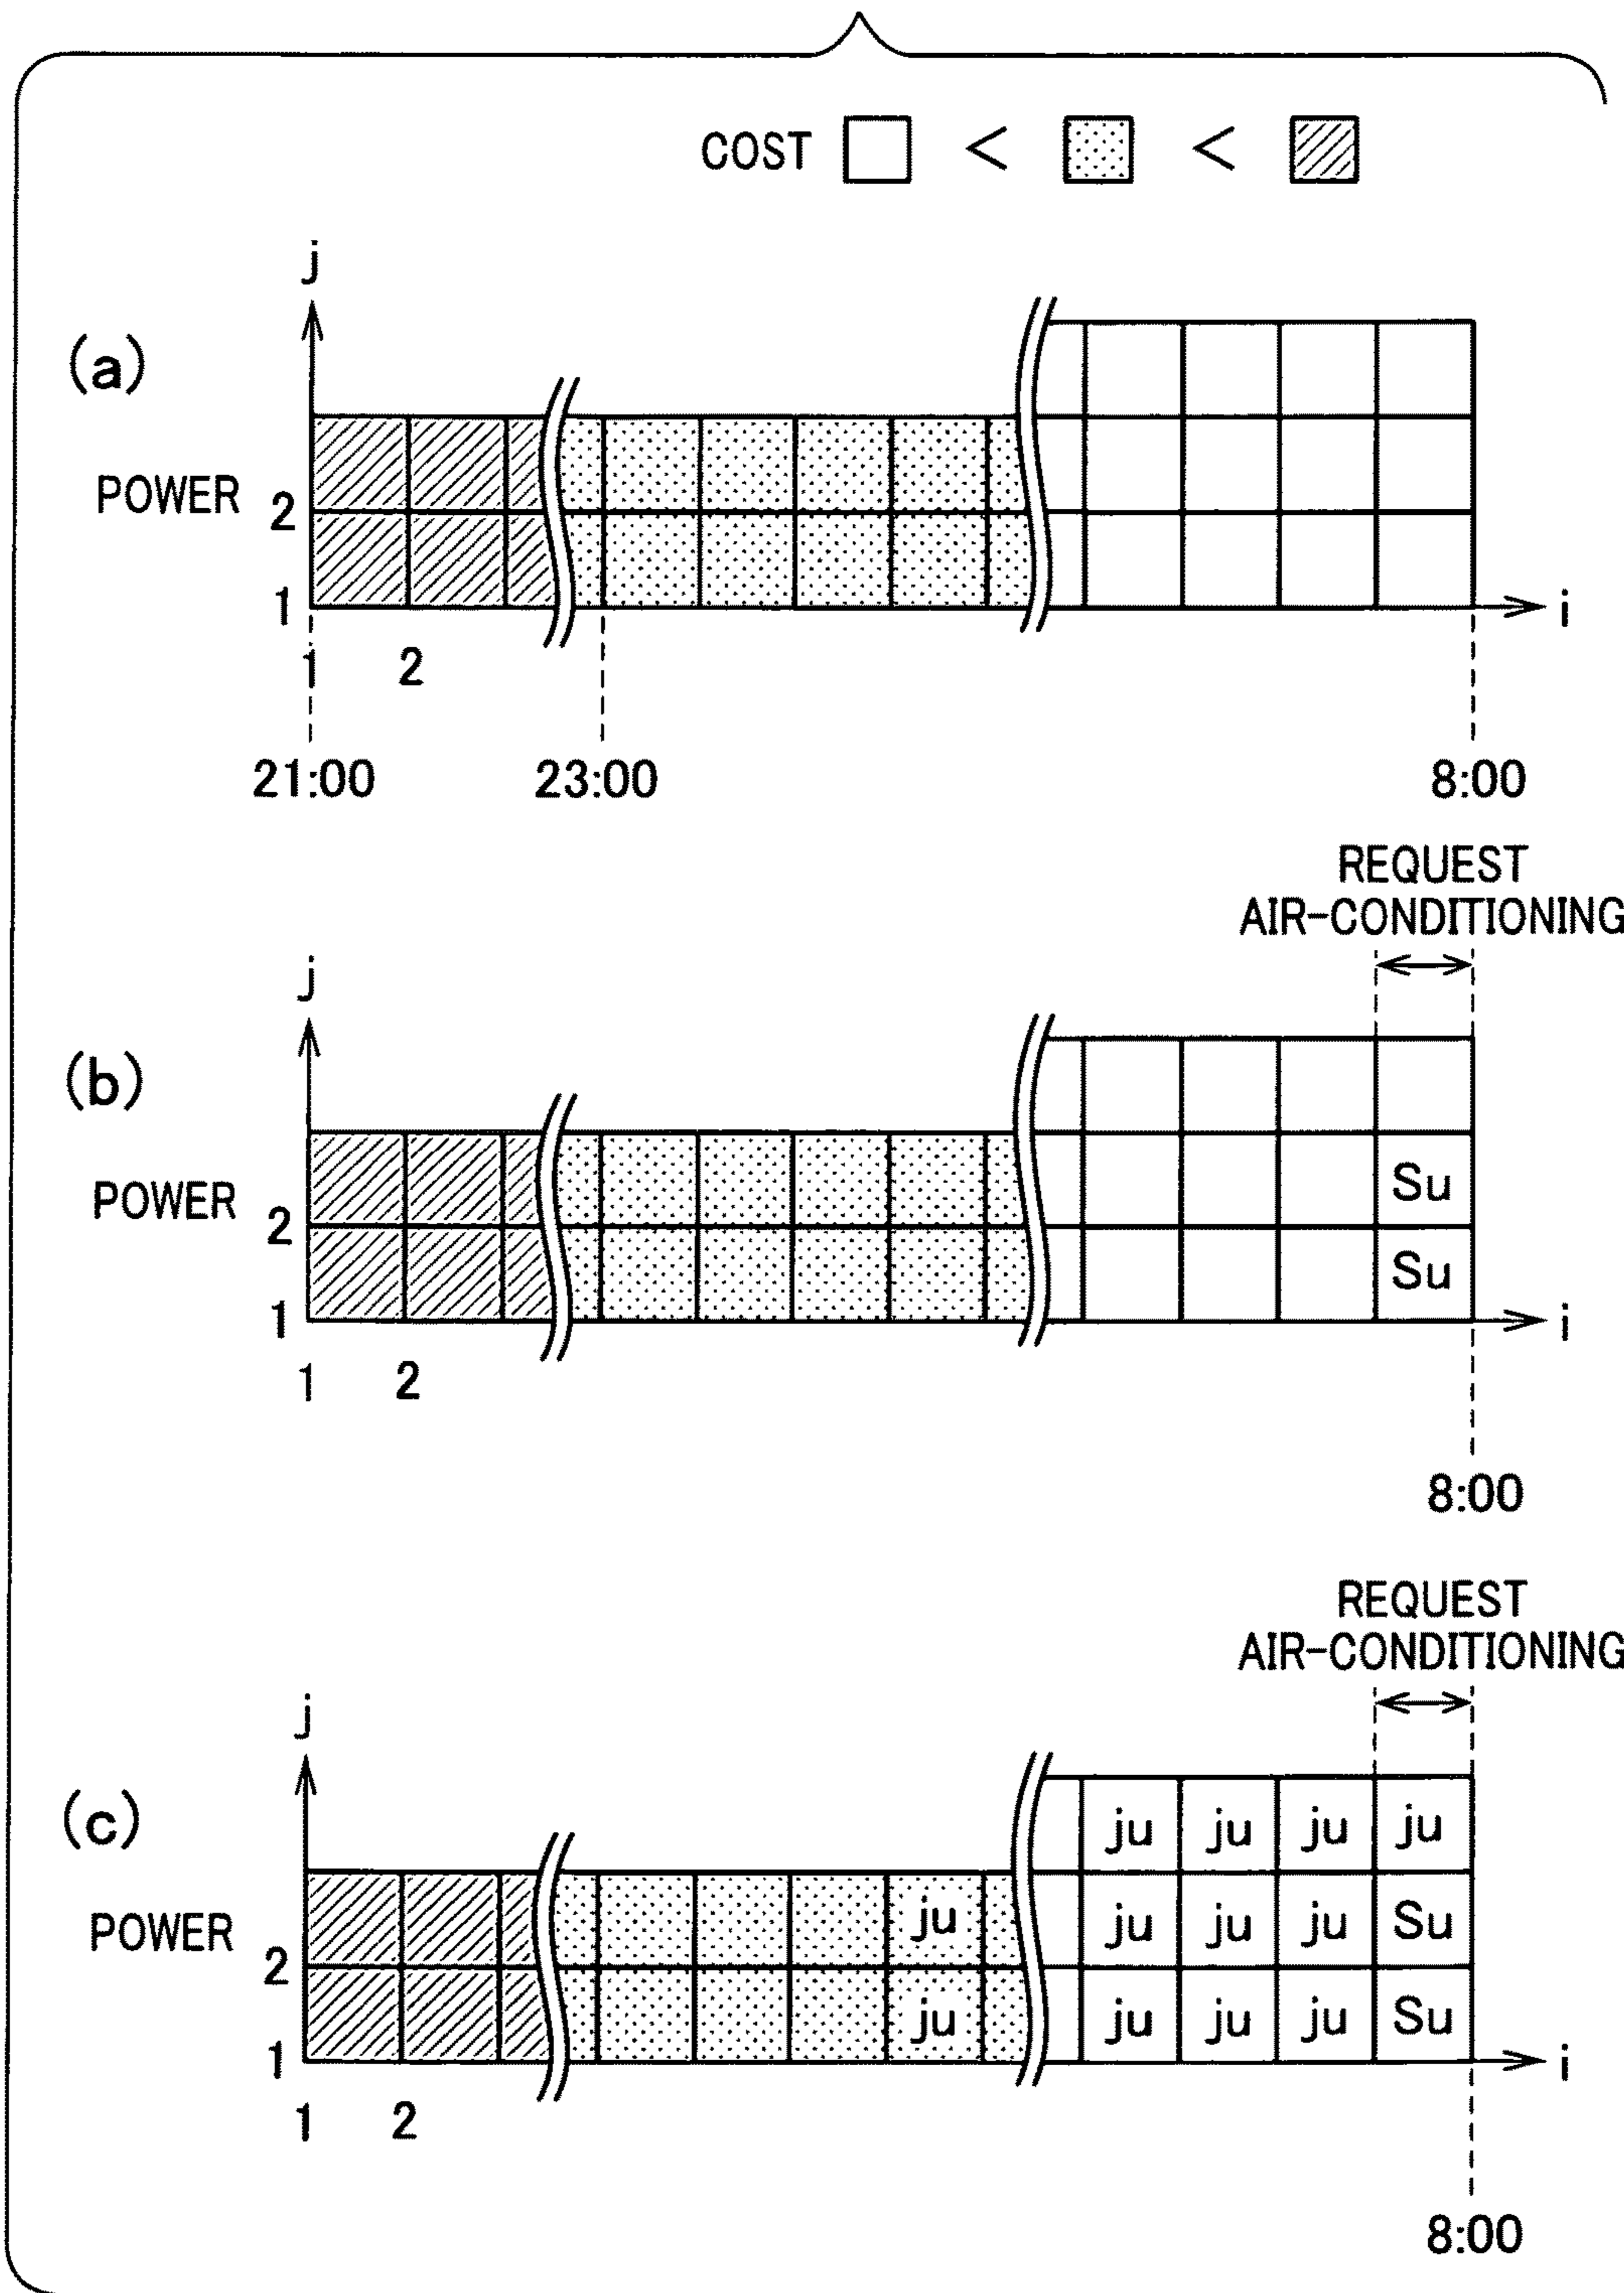 COST < <
j
(a)
POWER 2
1
i
1 2
21:00 23:00 8:00
REQUEST
AIR-CONDITIONING
j
(b)
Su
POWER 2
Su
1
i
1 2
8:00
REQUEST
AIR-CONDITIONING
j
(c)
ju ju ju ju
ju ju ju ju Su
POWER
2
ju ju ju ju Su
1
i
1 2
8:00